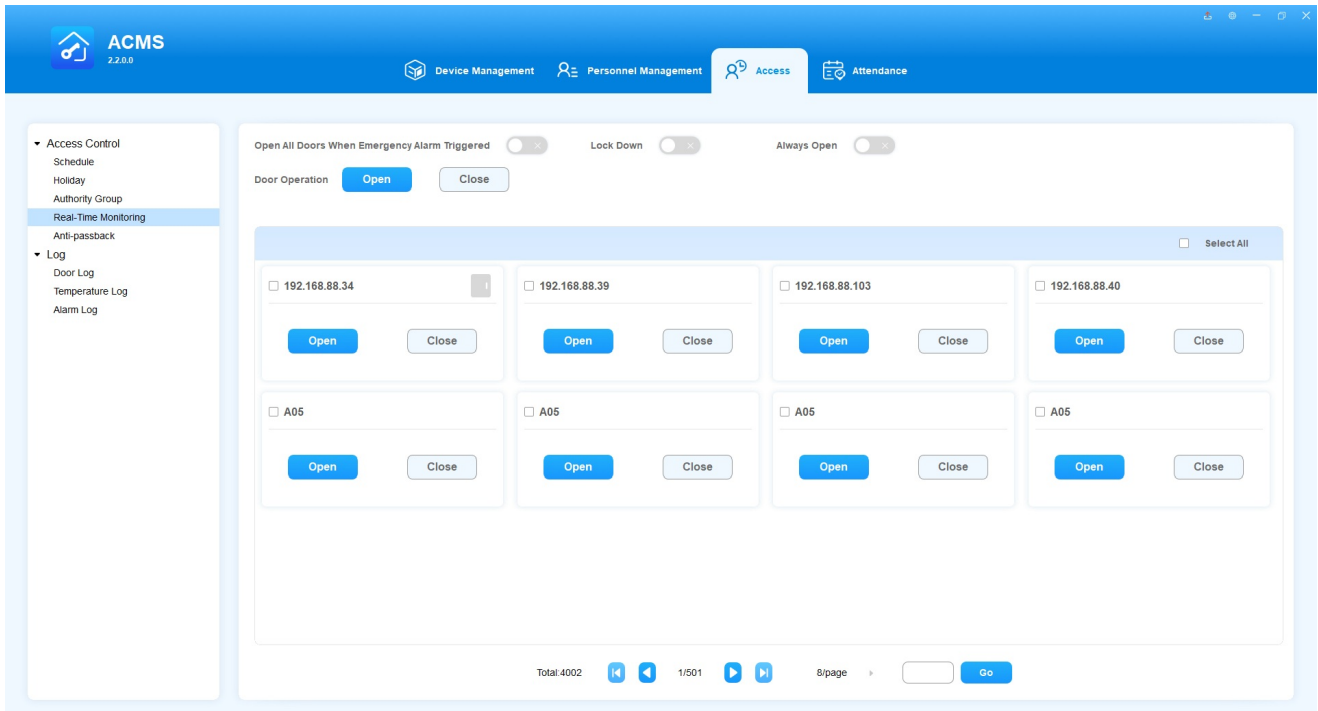 ACMS
2.2.0.0
Device Management
Personnel Management
Access
Attendance
Access Control
Schedule
Holiday
Authority Group
Real-Time Monitoring
Anti-passback
Log
Door Log
Temperature Log
Alarm Log
Open All Doors When Emergency Alarm Triggered
Lock Down
Always Open
Door Operation
Open
Close
Select All
192.168.88.34
192.168.88.39
192.168.88.103
192.168.88.40
Open
Close
Open
Close
Open
Close
Open
Close
A05
A05
A05
A05
Open
Close
Open
Close
Open
Close
Open
Close
Total:4002
1/501
8/page
Go